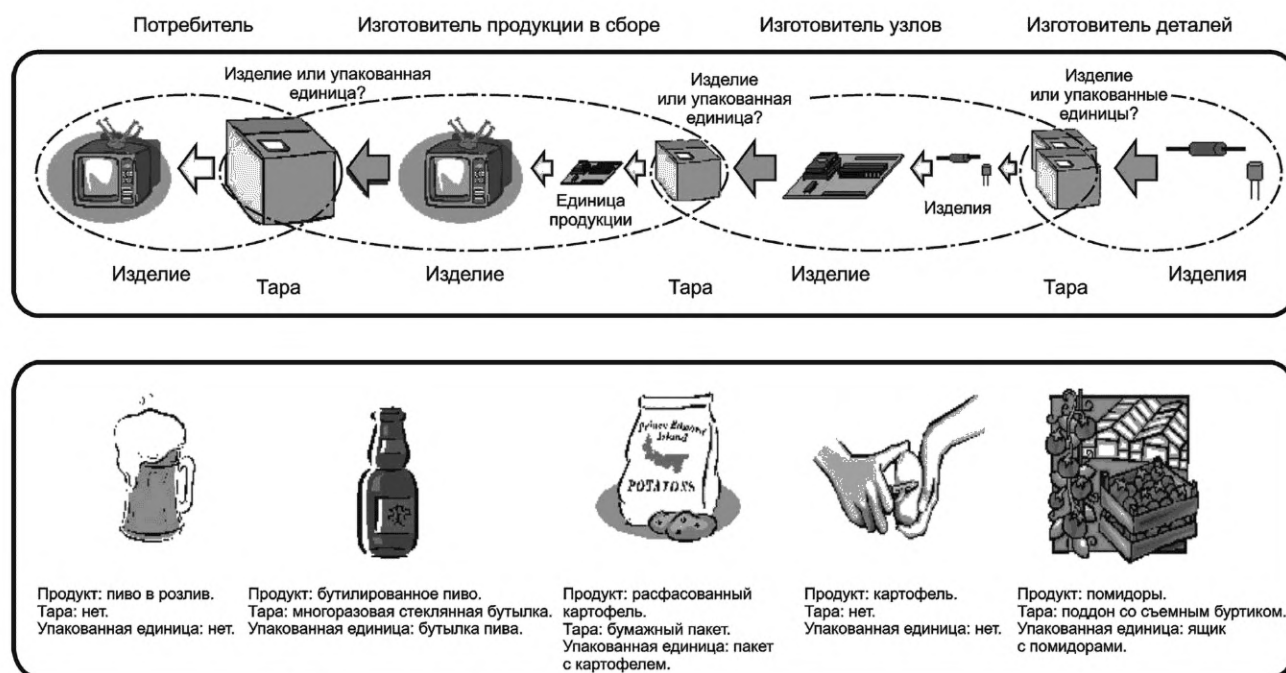 Потребитель
Изготовитель продукции в сборе
Изготовитель узлов
Изготовитель деталей
Изделие или упакованная
единица?
Изделие
или упакованная
единица?
Изделие
или упакованные
единицы?
Единица
продукции
Изделия
Изделие
Тара
Изделие
Тара
Изделие
Тара
Изделия
Prince Edward
Island
POTATOES
Продукт: пиво в розлив.
Тара: нет.
Упакованная единица: нет.
Продукт: бутилированное пиво.
Тара: многоразовая стеклянная бутылка.
Упакованная единица: бутылка пива.
Продукт: расфасованный
картофель.
Тара: бумажный пакет.
Упакованная единица: пакет
с картофелем.
Продукт: картофель.
Тара: нет.
Упакованная единица: нет.
Продукт: помидоры.
Тара: поддон со съемным буртиком.
Упакованная единица: ящик
с помидорами.